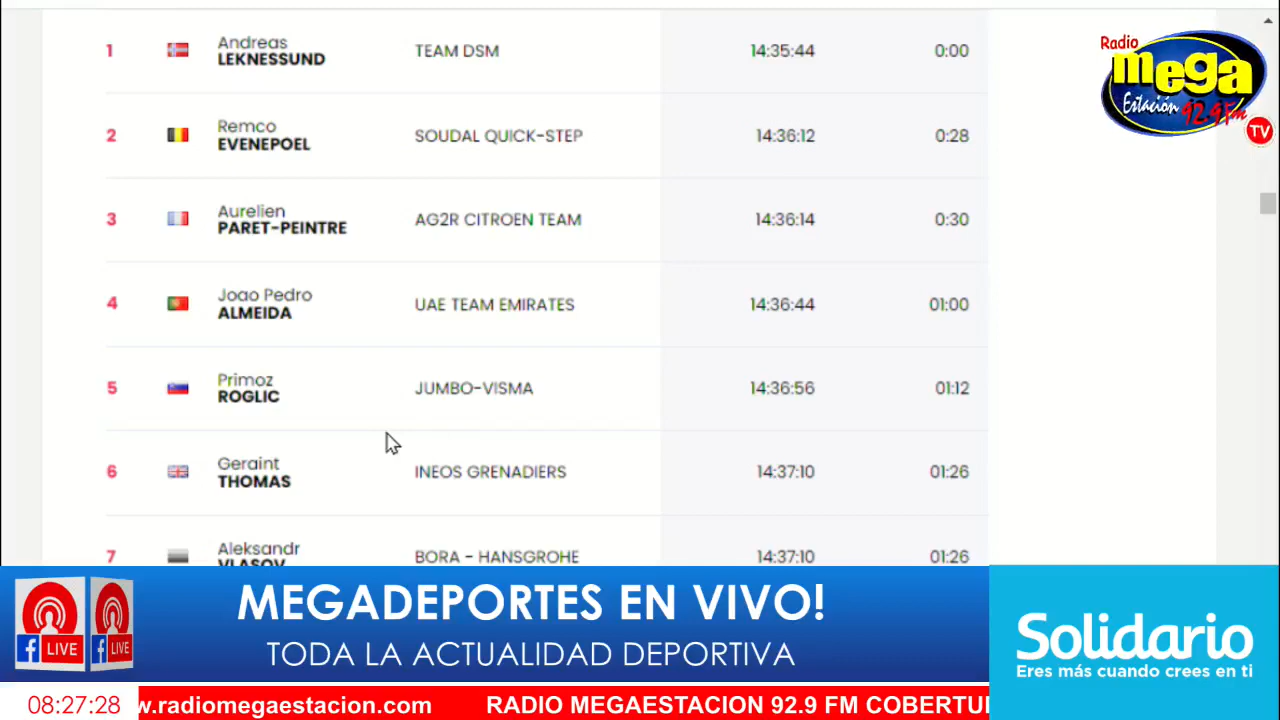 1 Andreas LEKNESSUND TEAM DSM 14:35:44 0:00
2 Remco EVENEPOEL SOUDAL QUICK-STEP 14:36:12 0:28
3 Aurelien PARET-PEINTRE AG2R CITROEN TEAM 14:36:14 0:30
4 Joao Pedro ALMEIDA UAE TEAM EMIRATES 14:36:44 01:00
5 Primoz ROGLIC JUMBO-VISMA 14:36:56 01:12
6 Geraint THOMAS INEOS GRENADIERS 14:37:10 01:26
7 Aleksandr VLASOV BORA - HANSGROHE 14:37:10 01:26
Radio
mega
Estación 92.9 Fm
TV
LIVE
LIVE
MEGADEPORTES EN VIVO!
TODA LA ACTUALIDAD DEPORTIVA
Solidario
Eres más cuando crees en ti
08:27:28 w.radiomegaestacion.com RADIO MEGAESTACION 92.9 FM COBERTU